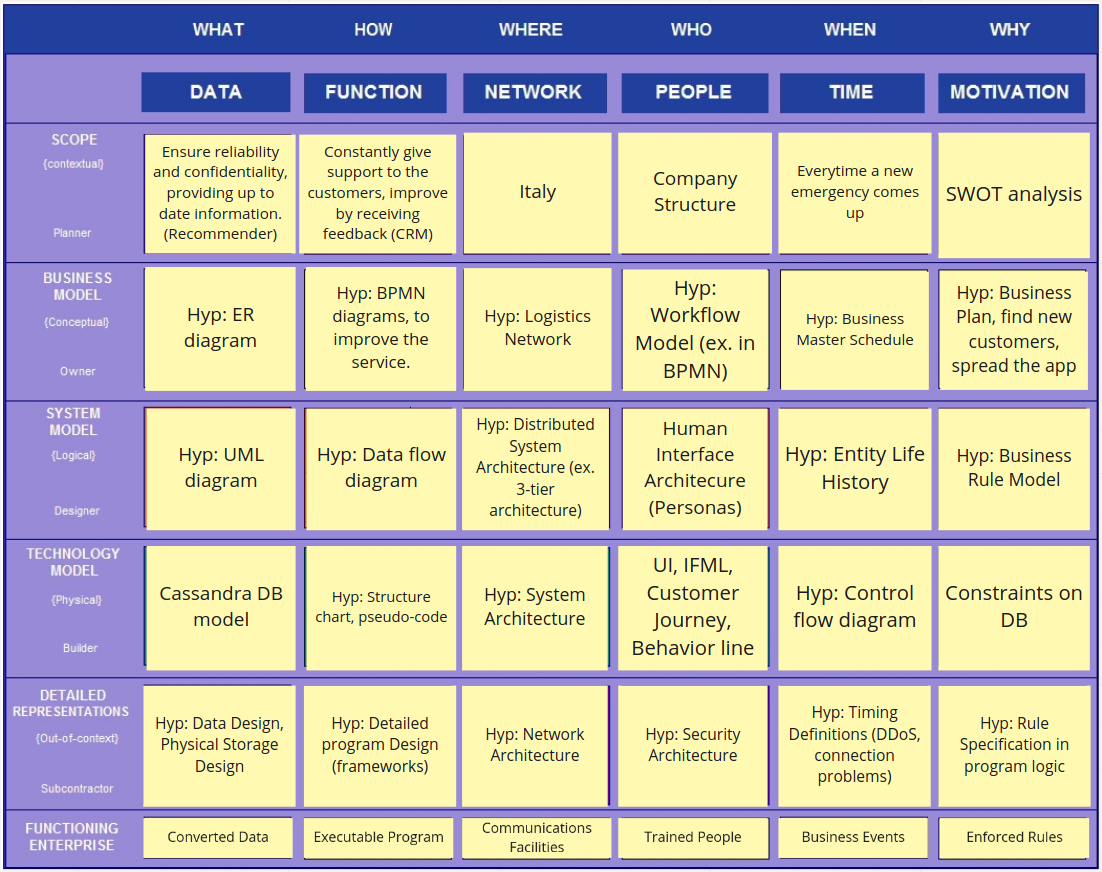 WHAT HOW WHERE WHO WHEN WHY
DATA FUNCTION NETWORK PEOPLE TIME MOTIVATION
SCOPE
{contextual}
Planner
Ensure reliability
and confidentiality,
providing up to
date information.
(Recommender)
Constantly give
support to the
customers, improve
by receiving
feedback (CRM)
Italy
Company
Structure
Everytime a new
emergency comes
up
SWOT analysis
BUSINESS
MODEL
{Conceptual}
Owner
Hyp: ER
diagram
Hyp: BPMN
diagrams, to
improve the
service.
Hyp: Logistics
Network
Hyp:
Workflow
Model (ex. in
BPMN)
Hyp: Business
Master Schedule
Hyp: Business
Plan, find new
customers,
spread the app
SYSTEM
MODEL
{Logical}
Designer
Hyp: UML
diagram
Hyp: Data flow
diagram
Hyp: Distributed
System
Architecture (ex.
3-tier
architecture)
Human
Interface
Architecure
(Personas)
Hyp: Entity Life
History
Hyp: Business
Rule Model
TECHNOLOGY
MODEL
{Physical}
Builder
Cassandra DB
model
Hyp: Structure
chart, pseudo-code
Hyp: System
Architecture
UI, IFML,
Customer
Journey,
Behavior line
Hyp: Control
flow diagram
Constraints on
DB
DETAILED
REPRESENTATIONS
{Out-of-context}
Subcontractor
Hyp: Data Design,
Physical Storage
Design
Hyp: Detailed
program Design
(frameworks)
Hyp: Network
Architecture
Hyp: Security
Architecture
Hyp: Timing
Definitions (DDoS,
connection
problems)
Hyp: Rule
Specification in
program logic
FUNCTIONING
ENTERPRISE
Converted Data
Executable Program
Communications
Facilities
Trained People
Business Events
Enforced Rules